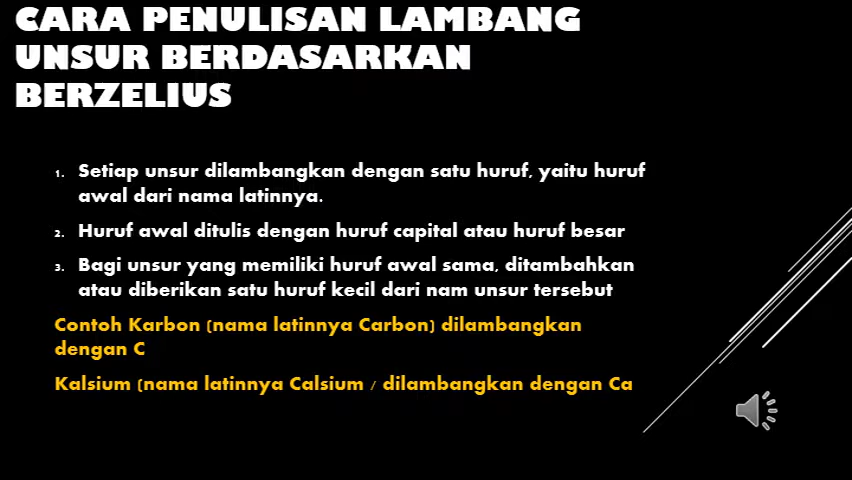 CARA PENULISAN LAMBANG
UNSUR BERDASARKAN
BERZELIUS
1. Setiap unsur dilambangkan dengan satu huruf, yaitu huruf
awal dari nama latinnya.
2. Huruf awal ditulis dengan huruf capital atau huruf besar
3. Bagi unsur yang memiliki huruf awal sama, ditambahkan
atau diberikan satu huruf kecil dari nam unsur tersebut
Contoh Karbon (nama latinnya Carbon) dilambangkan
dengan C
Kalsium (nama latinnya Calsium / dilambangkan dengan Ca